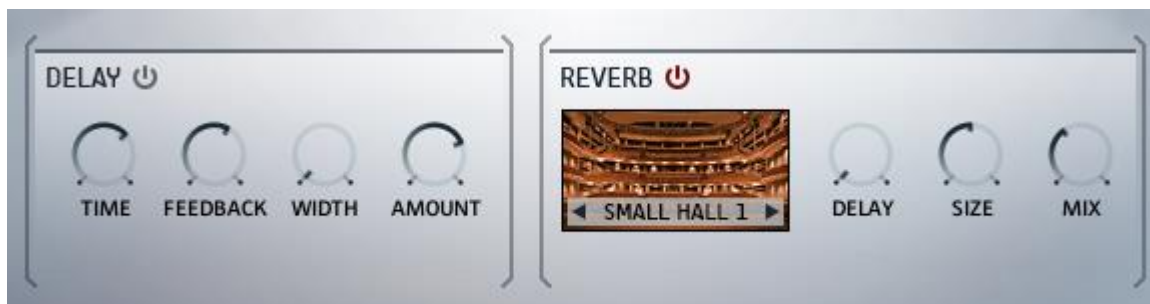 DELAY
TIME FEEDBACK WIDTH AMOUNT
REVERB
SMALL HALL 1
DELAY SIZE MIX